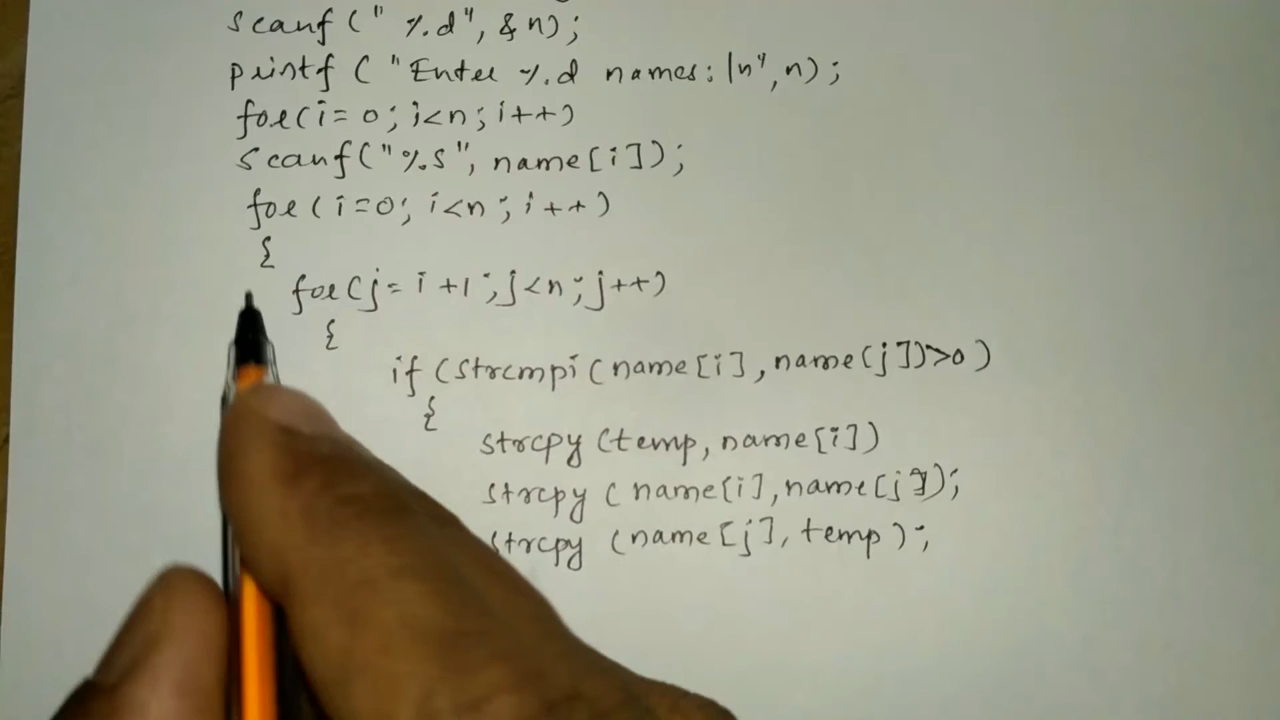 scanf (" %d", &n);
printf ("Enter %d names:\n", n);
for(i= 0; i<n; i++)
scanf("%s", name[i]);
for(i=0; i<n; i++)
{
for(j= i+1; j<n; j++)
{
if (strcmpi(name[i], name[j])>0)
{
strcpy (temp, name[i])
strcpy (name[i], name[j]);
strcpy (name[j], temp);